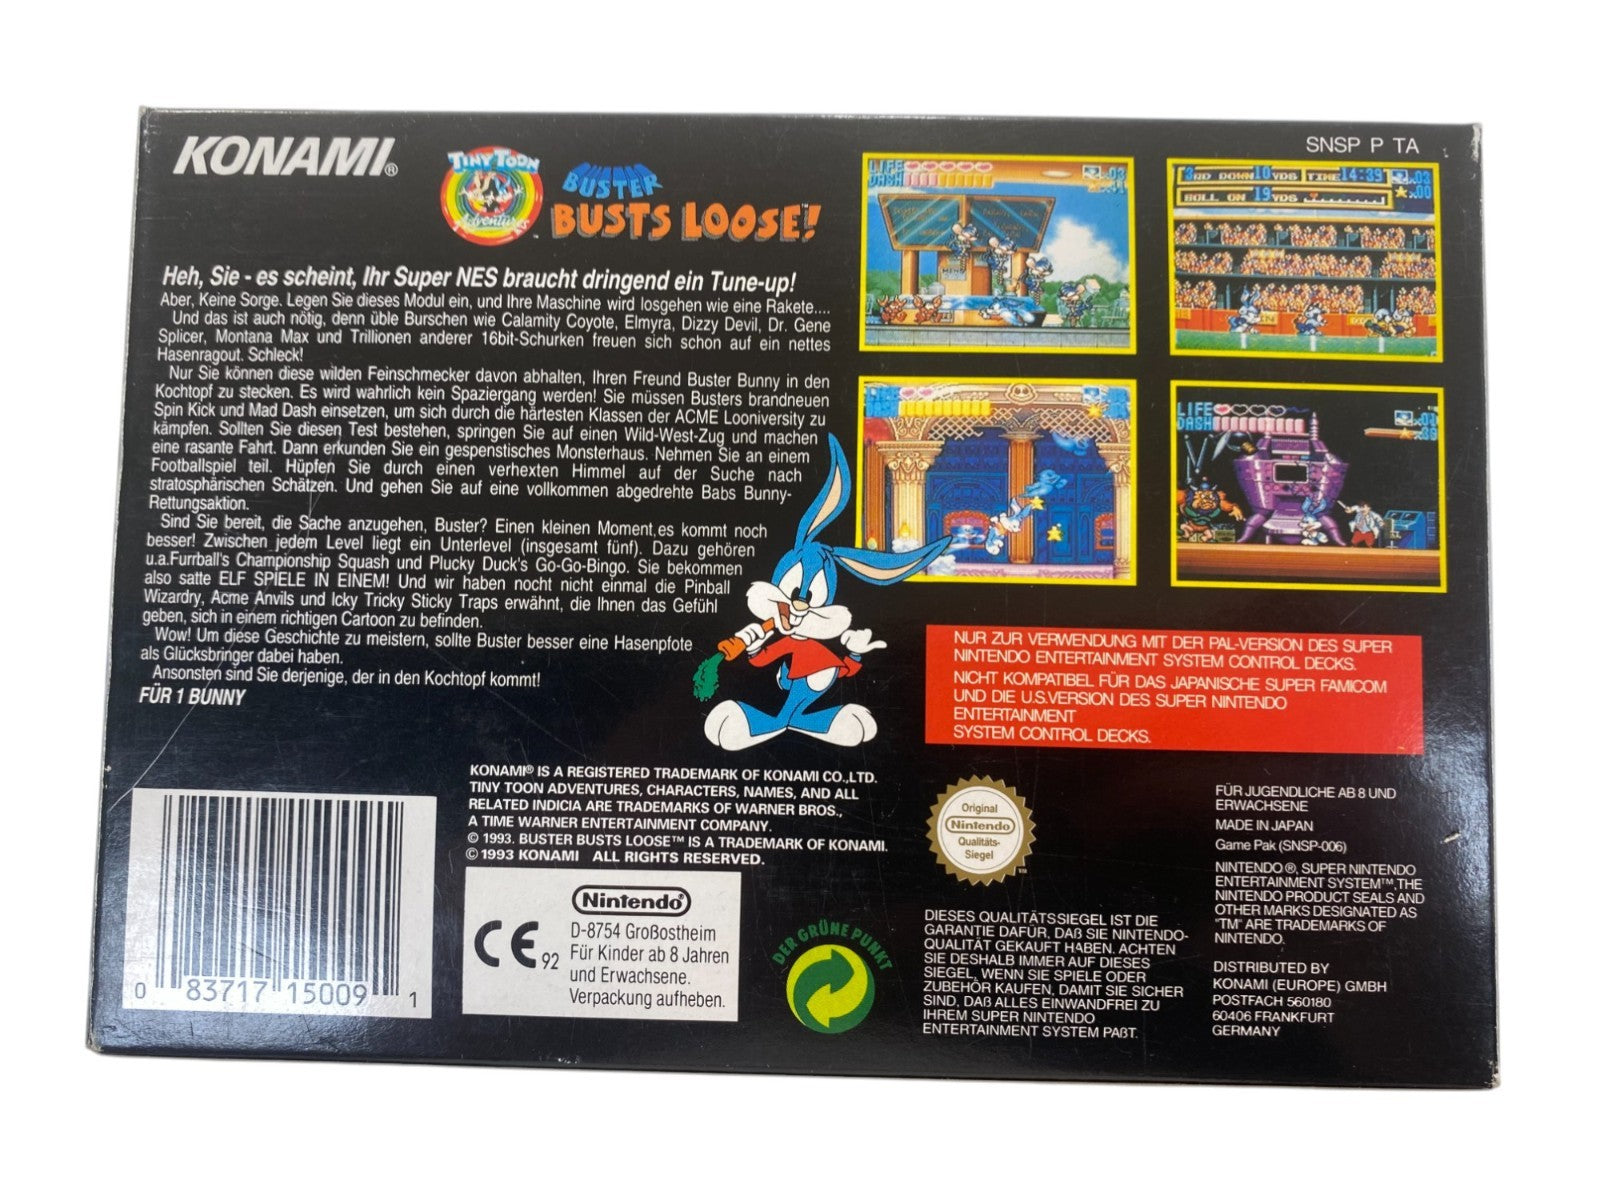 KONAMI®
SNSP P TA
TINY TOON
Adventures
BUSTER
BUSTS LOOSE!™
Heh, Sie - es scheint, Ihr Super NES braucht dringend ein Tune-up!
Aber, Keine Sorge. Legen Sie dieses Modul ein, und Ihre Maschine wird losgehen wie eine Rakete....
Und das ist auch nötig, denn üble Burschen wie Calamity Coyote, Elmyra, Dizzy Devil, Dr. Gene
Splicer, Montana Max und Trillionen anderer 16bit-Schurken freuen sich schon auf ein nettes
Hasenragout. Schleck!
Nur Sie können diese wilden Feinschmecker davon abhalten, Ihren Freund Buster Bunny in den
Kochtopf zu stecken. Es wird wahrlich kein Spaziergang werden! Sie müssen Busters brandneuen
Spin Kick und Mad Dash einsetzen, um sich durch die härtesten Klassen der ACME Looniversity zu
kämpfen. Sollten Sie diesen Test bestehen, springen Sie auf einen Wild-West-Zug und machen
eine rasante Fahrt. Dann erkunden Sie ein gespenstisches Monsterhaus. Nehmen Sie an einem
Footballspiel teil. Hüpfen Sie durch einen verhexten Himmel auf der Suche nach
stratosphärischen Schätzen. Und gehen Sie auf eine vollkommen abgedrehte Babs Bunny-
Rettungsaktion.
Sind Sie bereit, die Sache anzugehen, Buster? Einen kleinen Moment,es kommt noch
besser! Zwischen jedem Level liegt ein Unterlevel (insgesamt fünf). Dazu gehören
u.a.Furrball's Championship Squash und Plucky Duck's Go-Go-Bingo. Sie bekommen
also satte ELF SPIELE IN EINEM! Und wir haben nocht nicht einmal die Pinball
Wizardry, Acme Anvils und Icky Tricky Sticky Traps erwähnt, die Ihnen das Gefühl
geben, sich in einem richtigen Cartoon zu befinden.
Wow! Um diese Geschichte zu meistern, sollte Buster besser eine Hasenpfote
als Glücksbringer dabei haben.
Ansonsten sind Sie derjenige, der in den Kochtopf kommt!
FÜR 1 BUNNY
LIFE
DASH
3RD DOWN 10 YDS TIME 14:39
BOLL ON 19 YDS
LIFE
DASH
NUR ZUR VERWENDUNG MIT DER PAL-VERSION DES SUPER
NINTENDO ENTERTAINMENT SYSTEM CONTROL DECKS.
NICHT KOMPATIBEL FÜR DAS JAPANISCHE SUPER FAMICOM
UND DIE U.S.VERSION DES SUPER NINTENDO
ENTERTAINMENT
SYSTEM CONTROL DECKS.
KONAMI® IS A REGISTERED TRADEMARK OF KONAMI CO.,LTD.
TINY TOON ADVENTURES, CHARACTERS, NAMES, AND ALL
RELATED INDICIA ARE TRADEMARKS OF WARNER BROS.,
A TIME WARNER ENTERTAINMENT COMPANY.
© 1993. BUSTER BUSTS LOOSE™ IS A TRADEMARK OF KONAMI.
© 1993 KONAMI ALL RIGHTS RESERVED.
0 83717 15009 1
CE 92
Nintendo®
D-8754 Großostheim
Für Kinder ab 8 Jahren
und Erwachsene.
Verpackung aufheben.
DER GRÜNE PUNKT
Original
Nintendo
Qualitäts-
Siegel
™
DIESES QUALITÄTSSIEGEL IST DIE
GARANTIE DAFÜR, DAß SIE NINTENDO-
QUALITÄT GEKAUFT HABEN. ACHTEN
SIE DESHALB IMMER AUF DIESES
SIEGEL, WENN SIE SPIELE ODER
ZUBEHÖR KAUFEN, DAMIT SIE SICHER
SIND, DAß ALLES EINWANDFREI ZU
IHREM SUPER NINTENDO
ENTERTAINMENT SYSTEM PAßT.
FÜR JUGENDLICHE AB 8 UND
ERWACHSENE
MADE IN JAPAN
Game Pak (SNSP-006)
NINTENDO®, SUPER NINTENDO
ENTERTAINMENT SYSTEM™,THE
NINTENDO PRODUCT SEALS AND
OTHER MARKS DESIGNATED AS
"TM" ARE TRADEMARKS OF
NINTENDO.
DISTRIBUTED BY
KONAMI (EUROPE) GMBH
POSTFACH 560180
60406 FRANKFURT
GERMANY